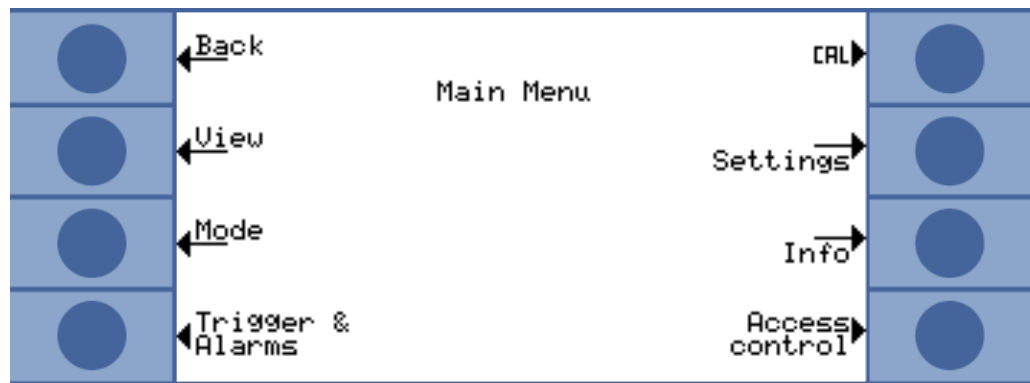 Back
CAL
Main Menu
View
Settings
Mode
Info
Trigger &
Alarms
Access
control